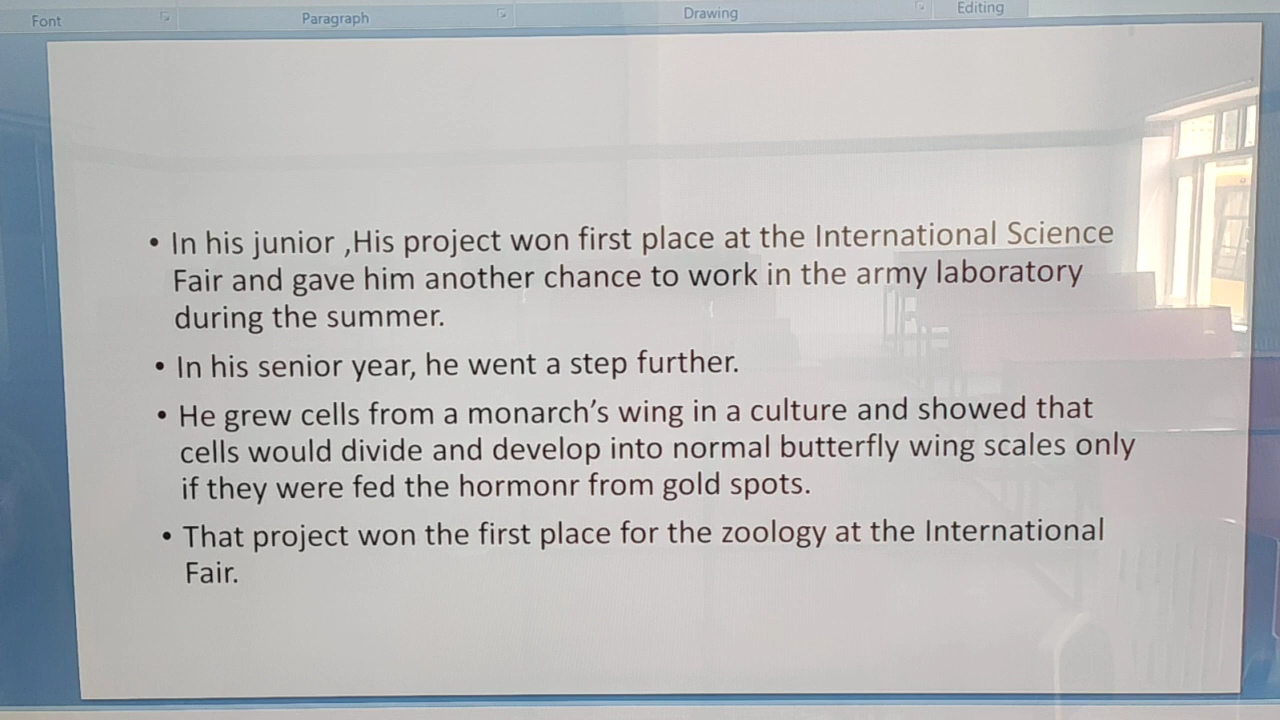 Font Paragraph Drawing Editing
• In his junior ,His project won first place at the International Science
Fair and gave him another chance to work in the army laboratory
during the summer.
• In his senior year, he went a step further.
• He grew cells from a monarch’s wing in a culture and showed that
cells would divide and develop into normal butterfly wing scales only
if they were fed the hormonr from gold spots.
• That project won the first place for the zoology at the International
Fair.